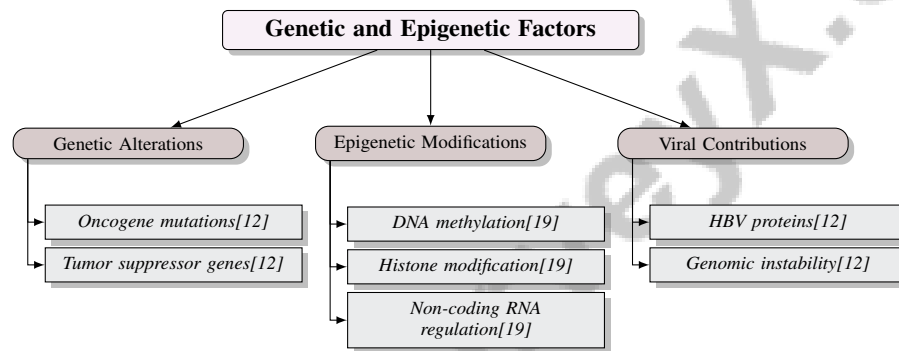 Genetic and Epigenetic Factors
Genetic Alterations
Oncogene mutations[12]
Tumor suppressor genes[12]
Epigenetic Modifications
DNA methylation[19]
Histone modification[19]
Non-coding RNA
regulation[19]
Viral Contributions
HBV proteins[12]
Genomic instability[12]